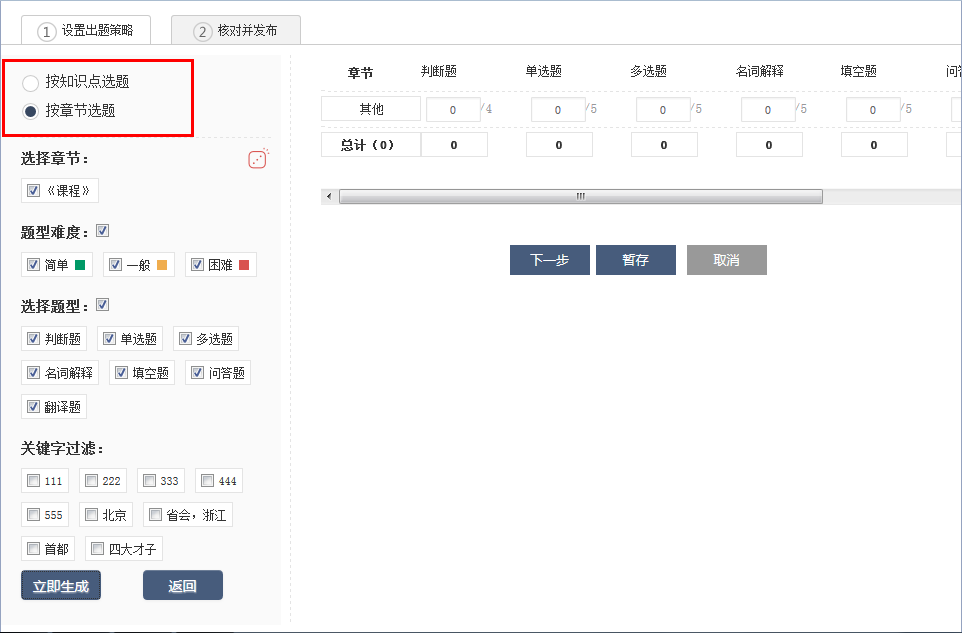 1 设置出题策略 2 核对并发布
按知识点选题
按章节选题
选择章节：
《课程》
题型难度：
简单 一般 困难
选择题型：
判断题 单选题 多选题
名词解释 填空题 问答题
翻译题
关键字过滤：
111 222 333 444
555 北京 省会，浙江
首都 四大才子
立即生成 返回
章节 判断题 单选题 多选题 名词解释 填空题
其他 0 /4 0 /5 0 /5 0 /5 0 /5
总计（0） 0 0 0 0 0
下一步 暂存 取消